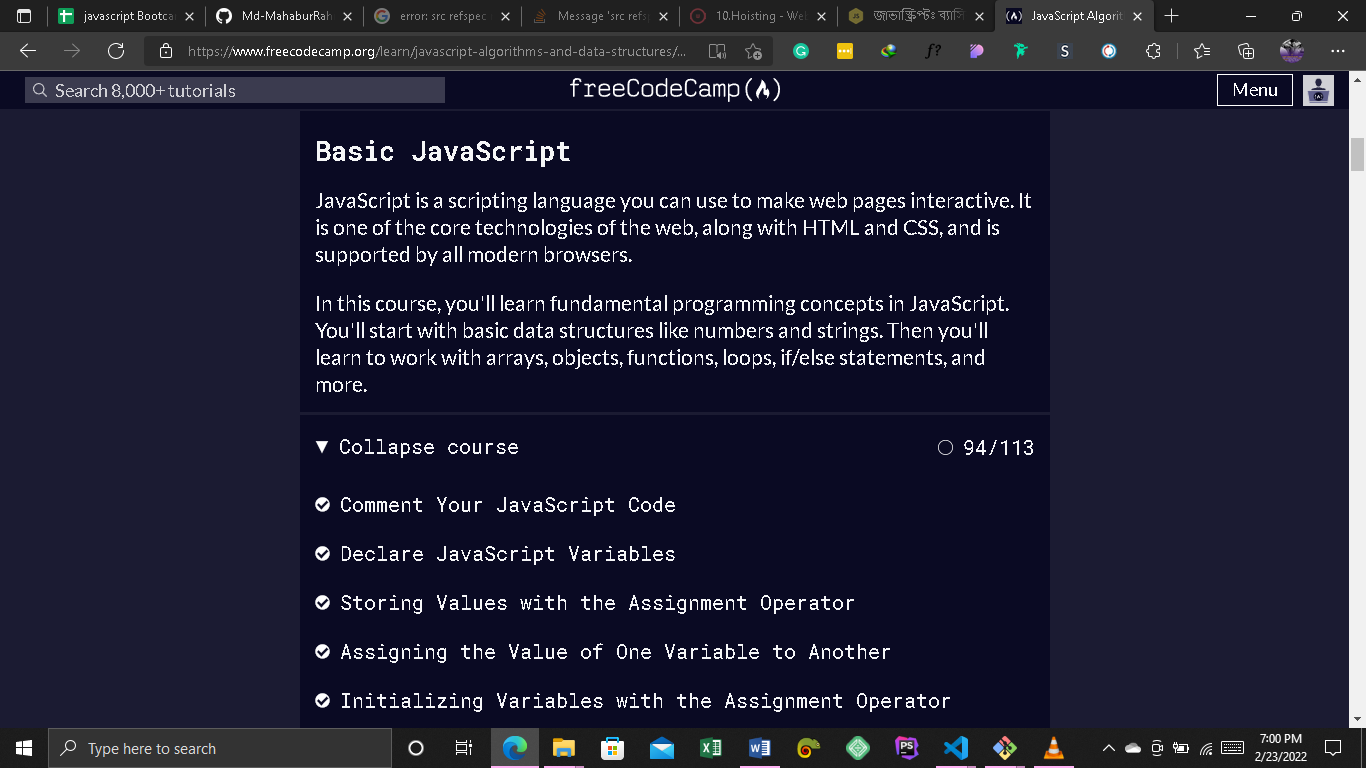 javascript Bootca
Md-MahaburRah
error: src refspec
Message 'src refs
10.Hoisting - Web
জাভাস্ক্রিপ্টঃ ব্যাসি
JavaScript Algorit
https://www.freecodecamp.org/learn/javascript-algorithms-and-data-structures/...
Search 8,000+ tutorials
freeCodeCamp
Menu
Basic JavaScript
JavaScript is a scripting language you can use to make web pages interactive. It
is one of the core technologies of the web, along with HTML and CSS, and is
supported by all modern browsers.
In this course, you'll learn fundamental programming concepts in JavaScript.
You'll start with basic data structures like numbers and strings. Then you'll
learn to work with arrays, objects, functions, loops, if/else statements, and
more.
Collapse course 94/113
Comment Your JavaScript Code
Declare JavaScript Variables
Storing Values with the Assignment Operator
Assigning the Value of One Variable to Another
Initializing Variables with the Assignment Operator
Type here to search
7:00 PM
2/23/2022